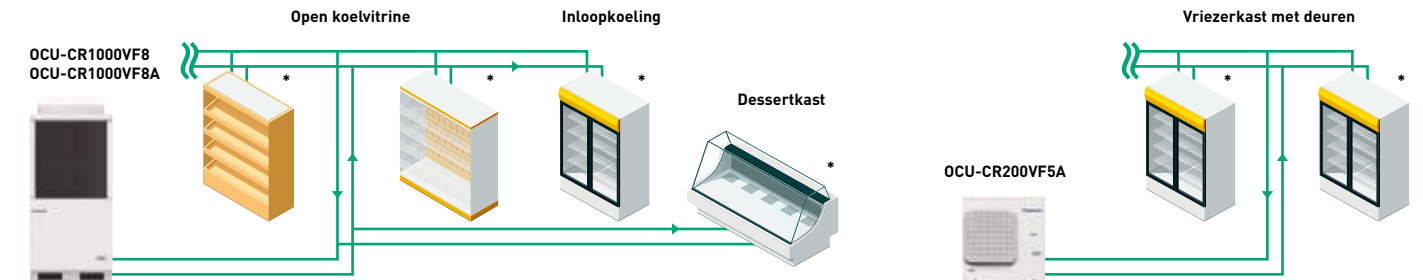 Open koelvitrine
Inloopkoeling
Vriezerkast met deuren
OCU-CR1000VF8
OCU-CR1000VF8A
*
*
*
*
*
Dessertkast
*
OCU-CR200VF5A